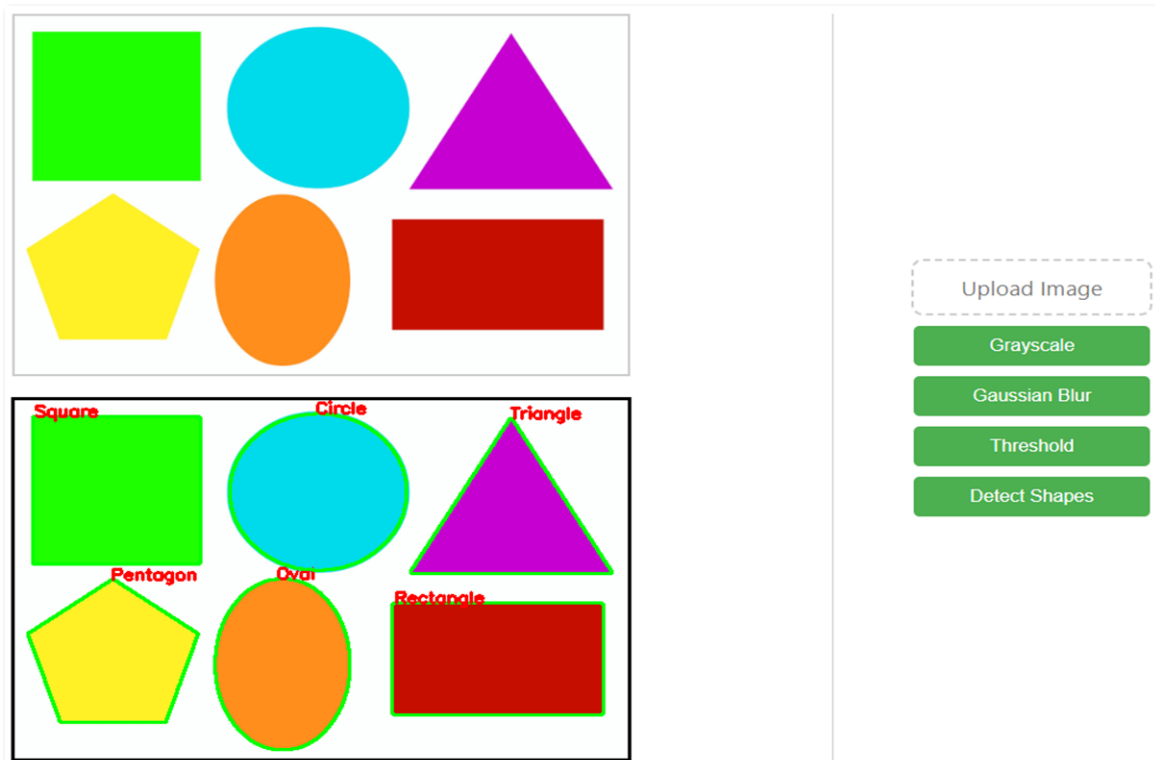 Square
Circle
Triangle
Pentagon
Oval
Rectangle
Upload Image
Grayscale
Gaussian Blur
Threshold
Detect Shapes